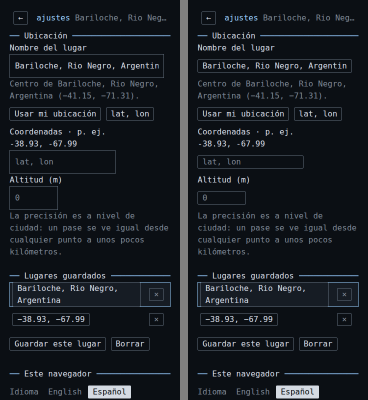 ← ajustes Bariloche, Río Neg…
Ubicación
Nombre del lugar
Bariloche, Río Negro, Argentin
Centro de Bariloche, Río Negro,
Argentina (−41.15, −71.31).
Usar mi ubicación lat, lon
Coordenadas · p. ej.
-38.93, -67.99
lat, lon
Altitud (m)
0
La precisión es a nivel de
ciudad: un pase se ve igual desde
cualquier punto a unos pocos
kilómetros.
Lugares guardados
Bariloche, Río Negro,
Argentina ×
−38.93, −67.99 ×
Guardar este lugar Borrar
Este navegador
Idioma English Español
← ajustes Bariloche, Río Neg…
Ubicación
Nombre del lugar
Bariloche, Río Negro, Argentin
Centro de Bariloche, Río Negro,
Argentina (−41.15, −71.31).
Usar mi ubicación lat, lon
Coordenadas · p. ej.
-38.93, -67.99
lat, lon
Altitud (m)
0
La precisión es a nivel de
ciudad: un pase se ve igual desde
cualquier punto a unos pocos
kilómetros.
Lugares guardados
Bariloche, Río Negro,
Argentina ×
−38.93, −67.99 ×
Guardar este lugar Borrar
Este navegador
Idioma English Español